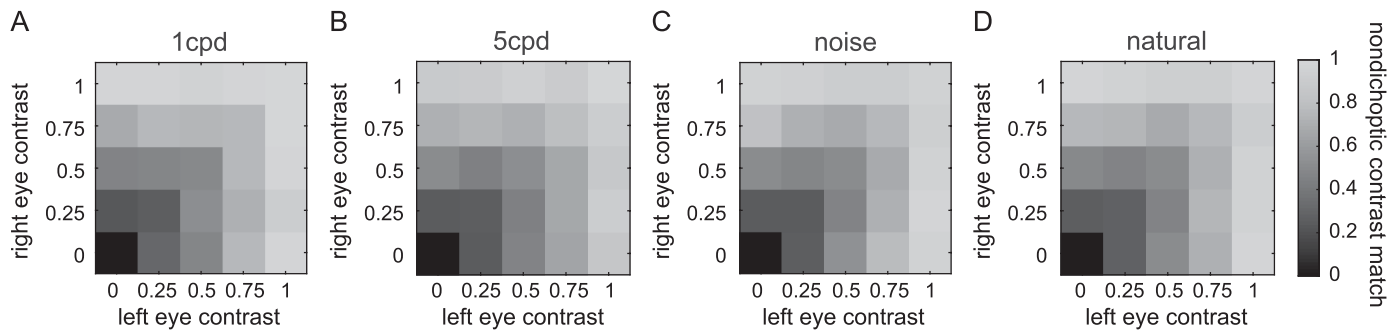 A
B
C
D
1cpd
5cpd
noise
natural
right eye contrast
1
0.75
0.5
0.25
0
0 0.25 0.5 0.75 1
left eye contrast
right eye contrast
1
0.75
0.5
0.25
0
0 0.25 0.5 0.75 1
left eye contrast
right eye contrast
1
0.75
0.5
0.25
0
0 0.25 0.5 0.75 1
left eye contrast
right eye contrast
1
0.75
0.5
0.25
0
0 0.25 0.5 0.75 1
left eye contrast
1
0.8
0.6
0.4
0.2
0
nondichoptic contrast match